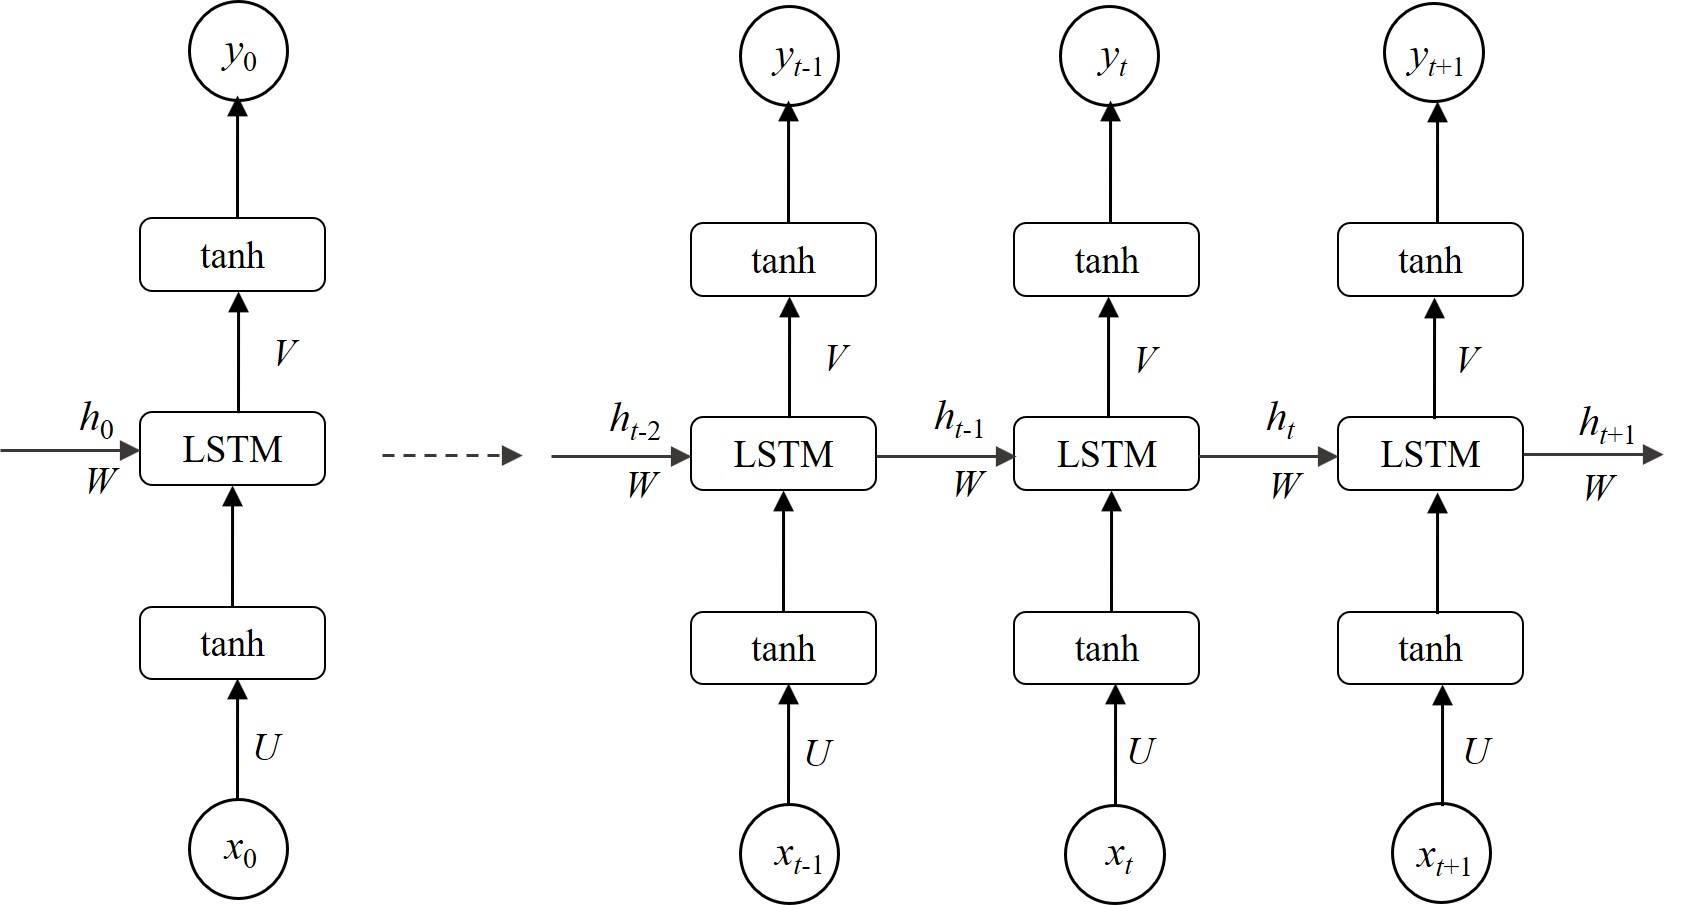 y0 yt-1 yt yt+1
tanh tanh tanh tanh
V V V V
h0 ht-2 ht-1 ht ht+1
LSTM LSTM LSTM LSTM
W W W W W
tanh tanh tanh tanh
U U U U
x0 xt-1 xt xt+1